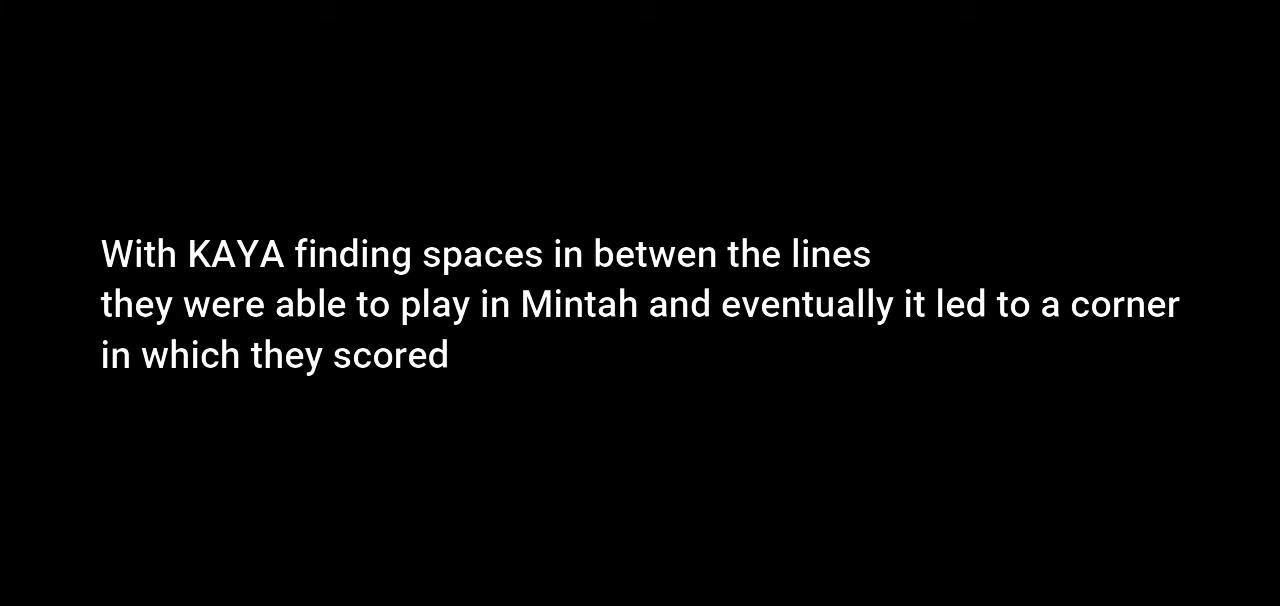 With KAYA finding spaces in betwen the lines
they were able to play in Mintah and eventually it led to a corner
in which they scored